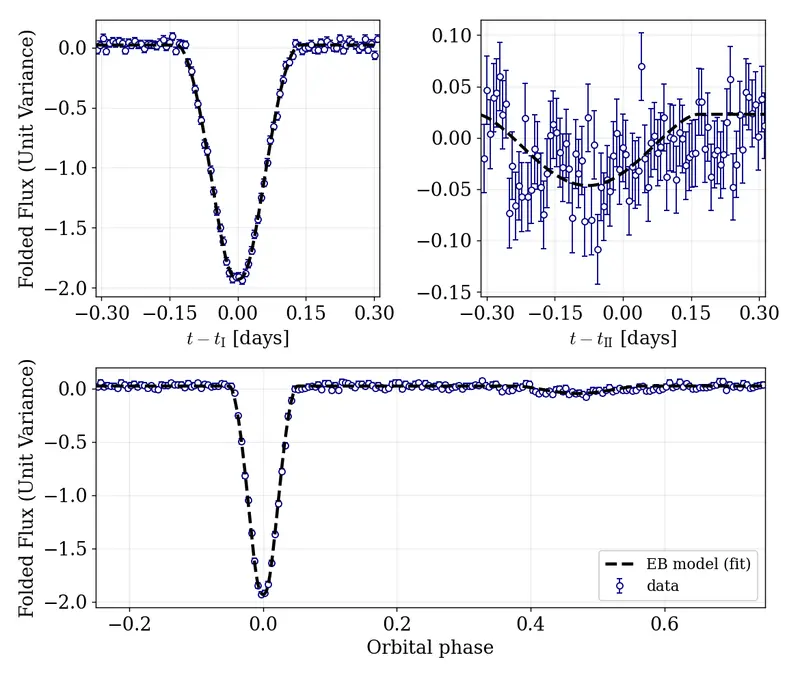 Folded Flux (Unit Variance)
0.0
−0.5
−1.0
−1.5
−2.0
−0.30 −0.15 0.00 0.15 0.30
t − tI [days]
0.10
0.05
0.00
−0.05
−0.10
−0.15
−0.30 −0.15 0.00 0.15 0.30
t − tII [days]
Folded Flux (Unit Variance)
0.0
−0.5
−1.0
−1.5
−2.0
−0.2 0.0 0.2 0.4 0.6
Orbital phase
EB model (fit)
data